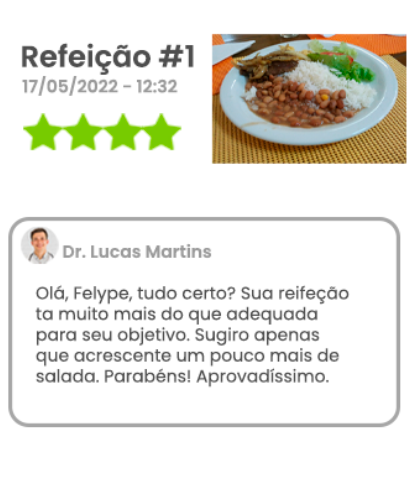 Refeição #1
17/05/2022 - 12:32
Dr. Lucas Martins
Olá, Felype, tudo certo? Sua reifeção
ta muito mais do que adequada
para seu objetivo. Sugiro apenas
que acrescente um pouco mais de
salada. Parabéns! Aprovadíssimo.